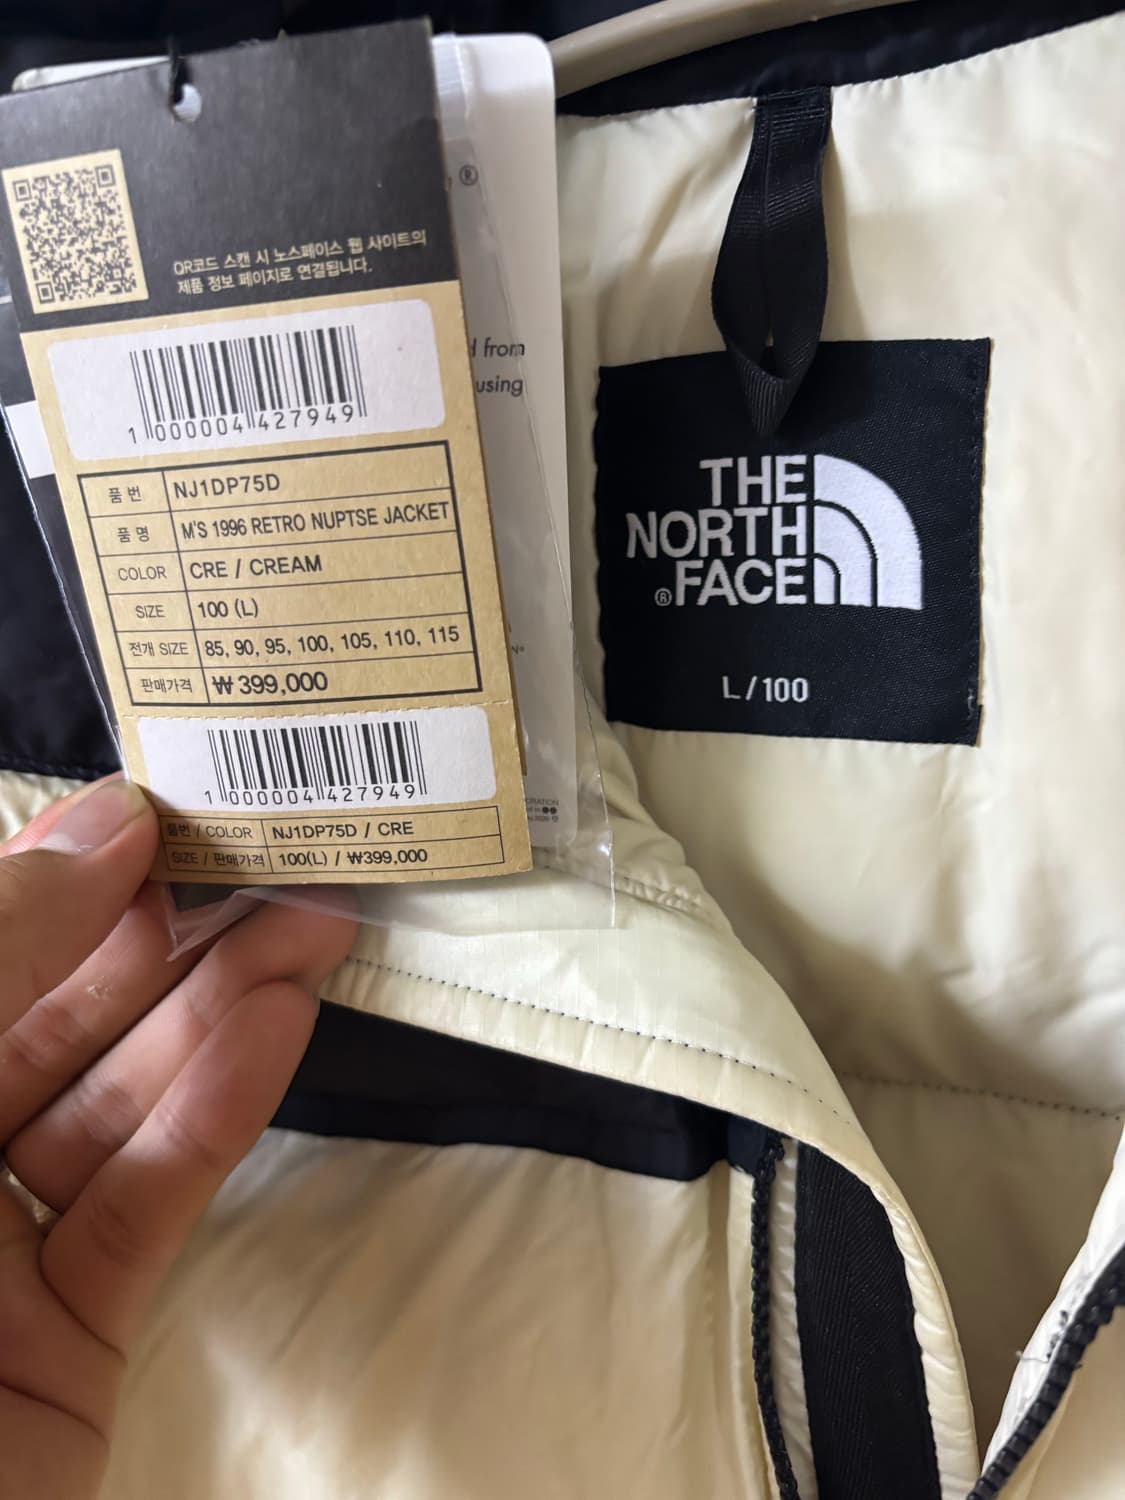 QR코드 스캔 시 노스페이스 웹 사이트의
제품 정보 페이지로 연결됩니다.
1 000004 427949
품 번 NJ1DP75D
품 명 M'S 1996 RETRO NUPTSE JACKET
COLOR CRE / CREAM
SIZE 100 (L)
전개 SIZE 85, 90, 95, 100, 105, 110, 115
판매가격 ₩ 399,000
1 000004 427949
품번 / COLOR NJ1DP75D / CRE
SIZE / 판매가격 100(L) / ₩399,000
®
from
using
THE
NORTH
®FACE
L/100